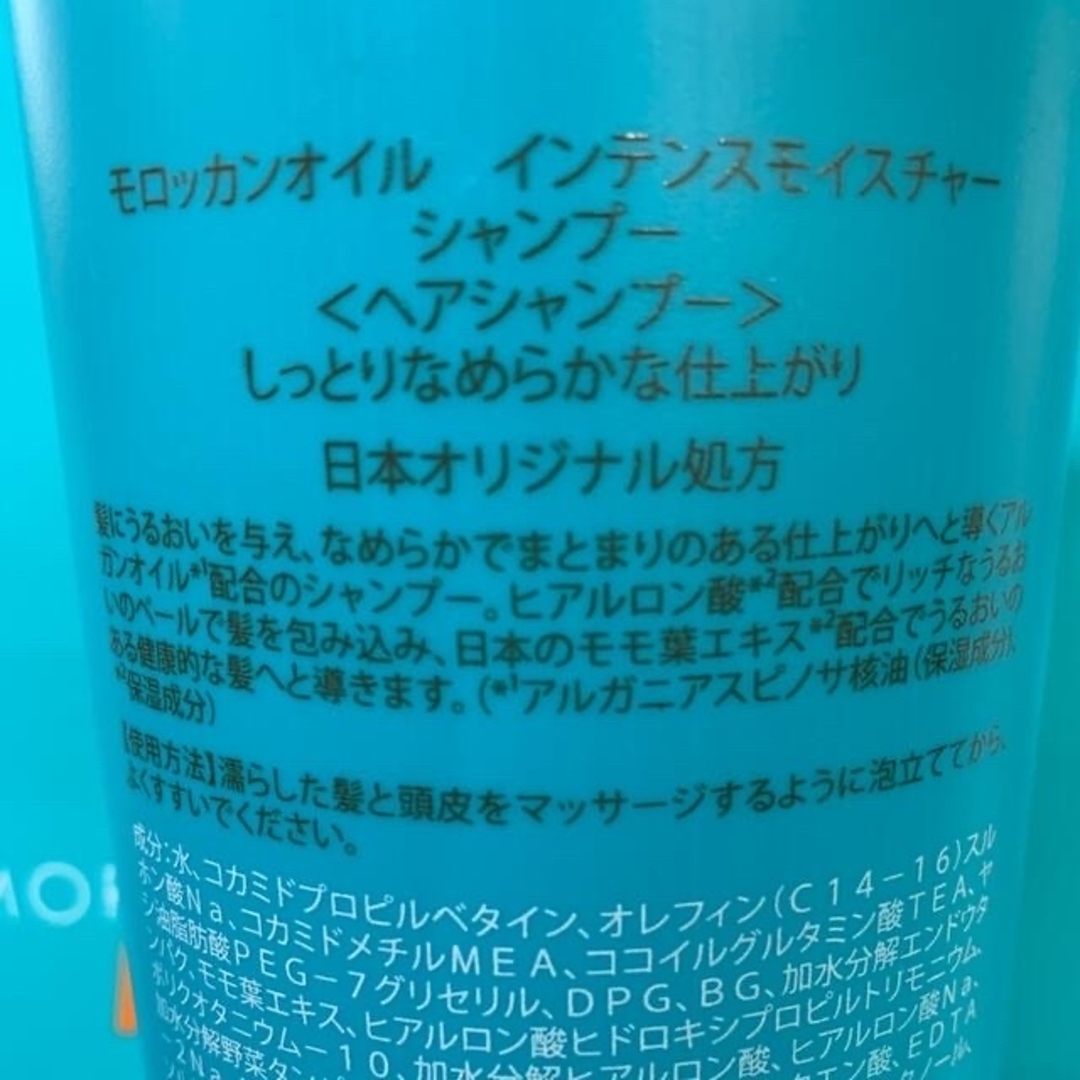 モロッカンオイル　インテンスモイスチャー
シャンプー
＜ヘアシャンプー＞
しっとりなめらかな仕上がり
日本オリジナル処方
髪にうるおいを与え、なめらかでまとまりのある仕上がりへと導くアル
ガンオイル*1配合のシャンプー。ヒアルロン酸*2配合でリッチなうるお
いのベールで髪を包み込み、日本のモモ葉エキス*2配合でうるおいの
ある健康的な髪へと導きます。(*1アルガニアスピノサ核油(保湿成分)、
*2保湿成分)
【使用方法】濡らした髪と頭皮をマッサージするように泡立ててから、
よくすすいでください。
成分：水、コカミドプロピルベタイン、オレフィン(C14－16)スル
ホン酸Na、コカミドメチルMEA、ココイルグルタミン酸TEA、ヤ
シ油脂肪酸PEG－7グリセリル、DPG、BG、加水分解エンドウタ
ンパク、モモ葉エキス、ヒアルロン酸ヒドロキシプロピルトリモニウム、
ポリクオタニウム－10、加水分解ヒアルロン酸、ヒアルロン酸Na、
加水分解野菜タンパ クエン酸、EDTA
－2Na
MO